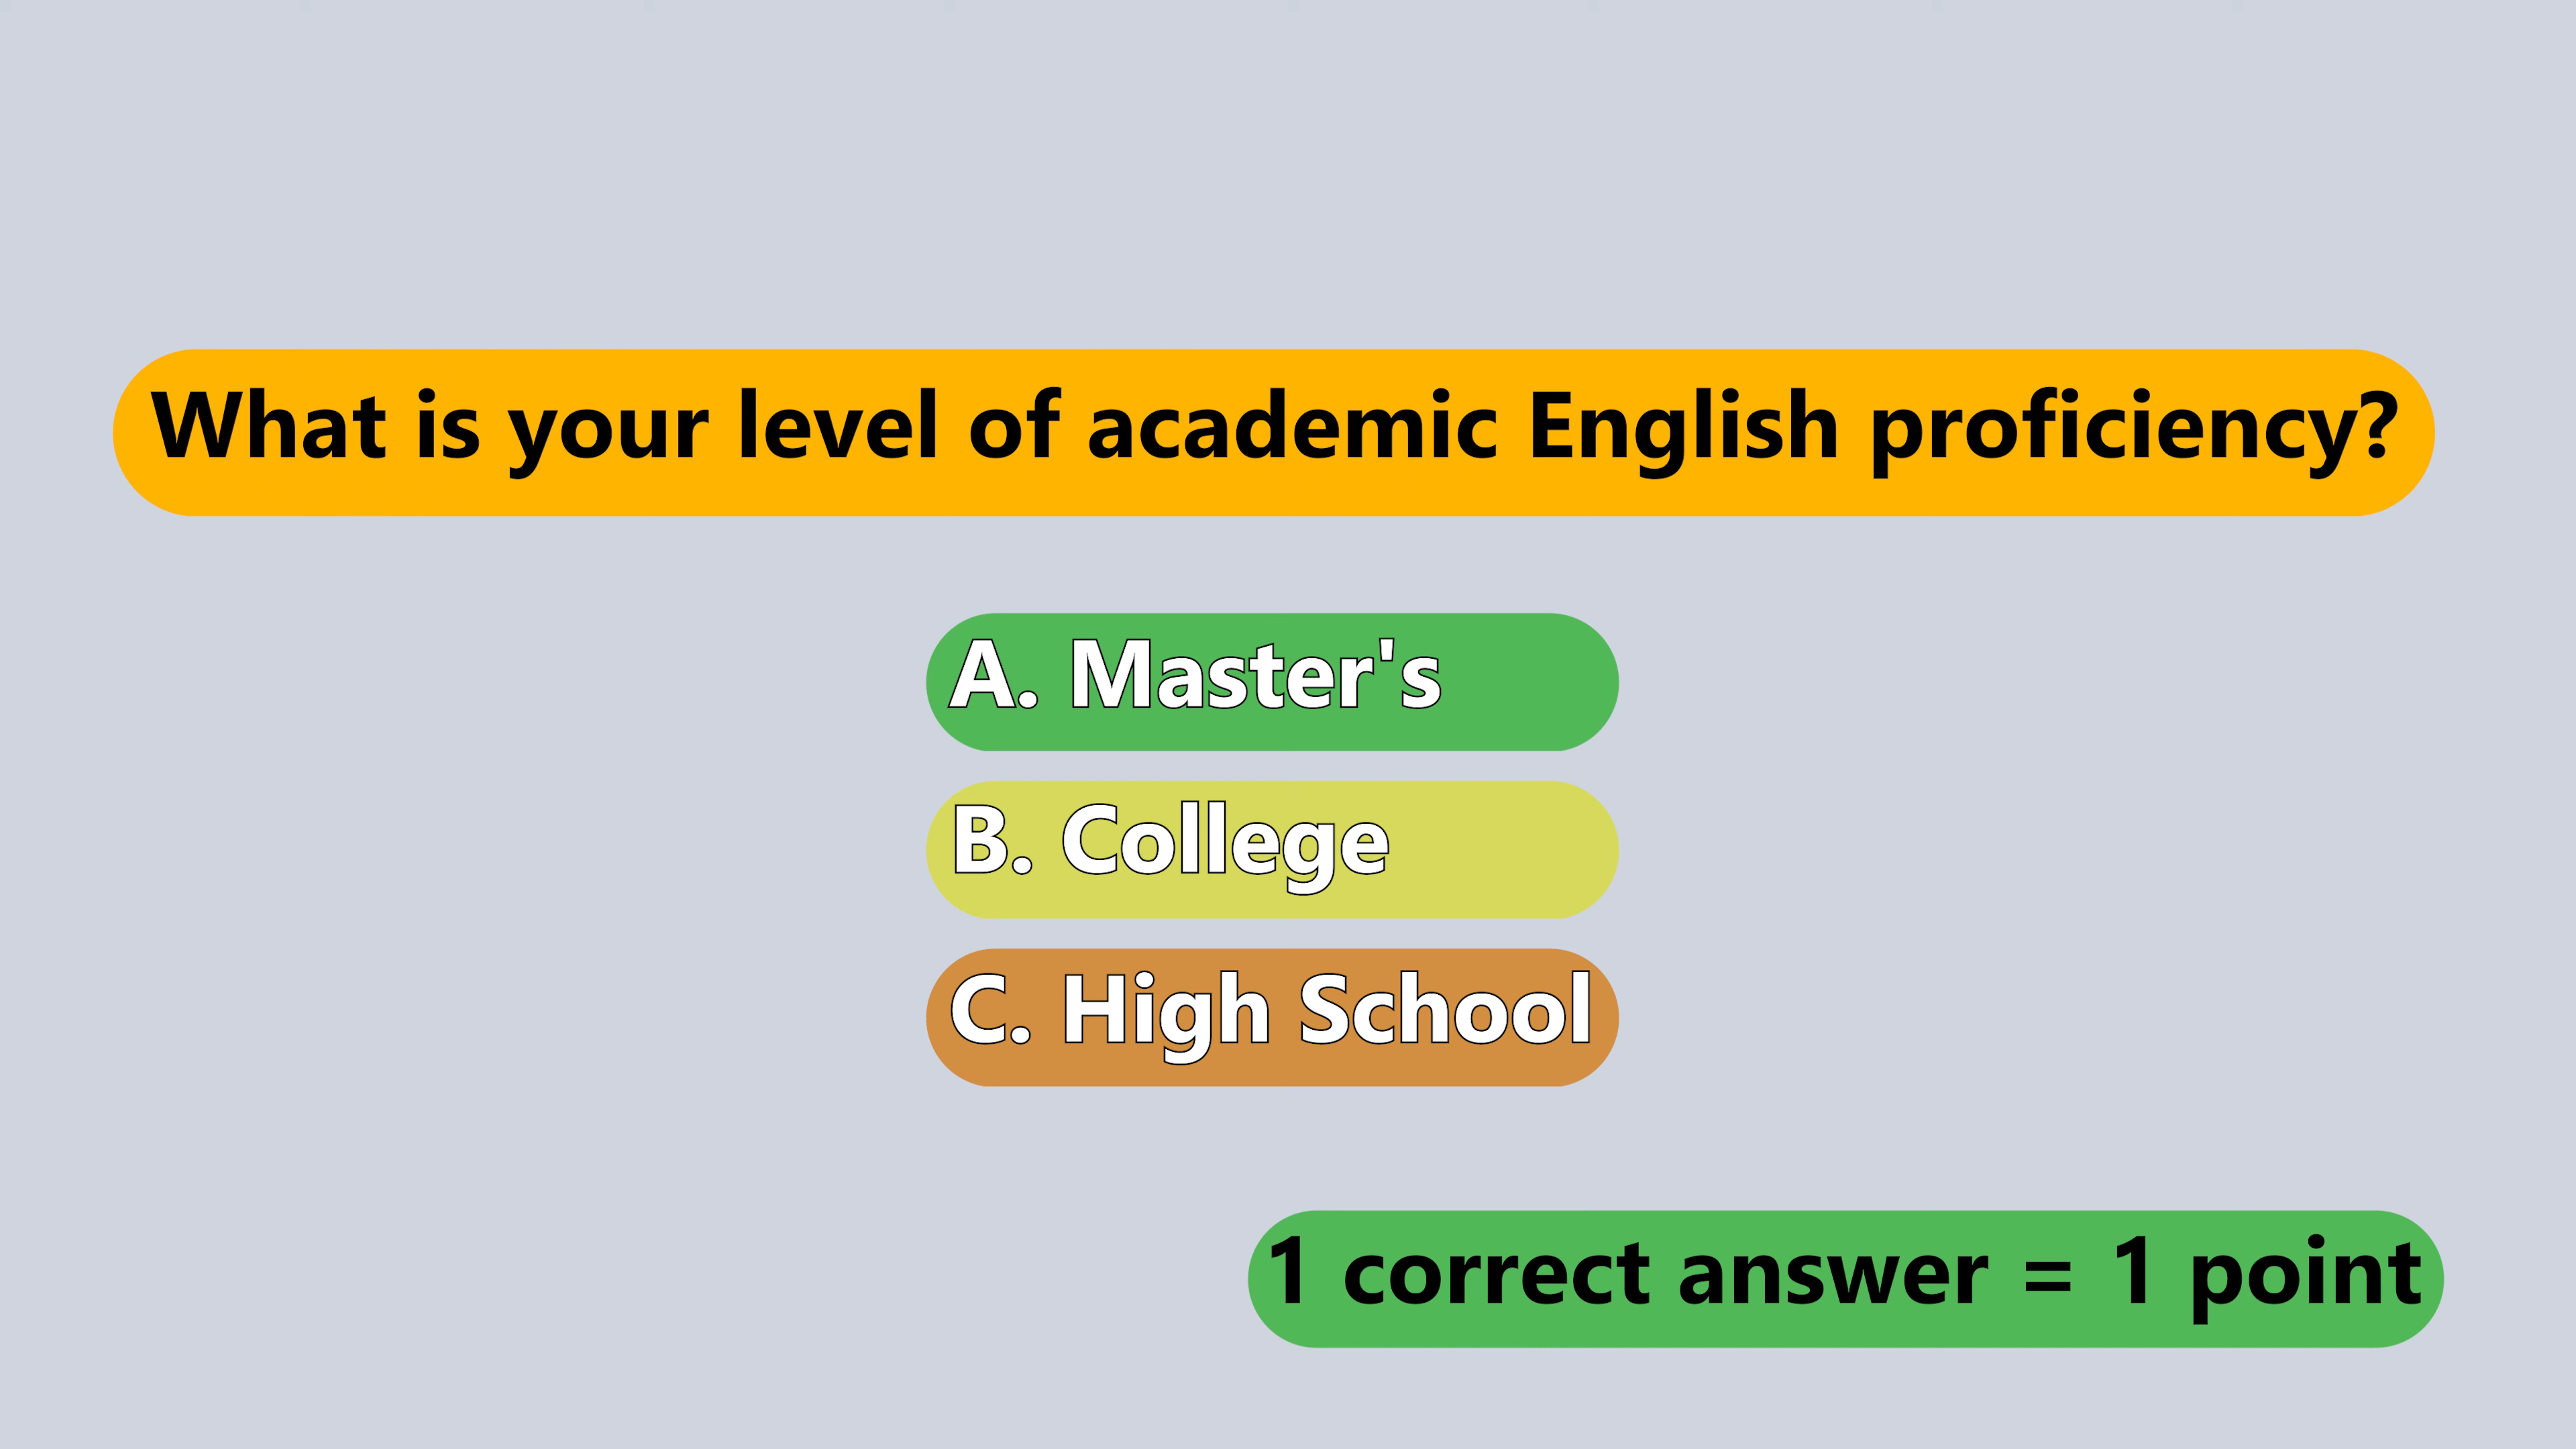 What is your level of academic English proficiency?
A. Master's
B. College
C. High School
1 correct answer = 1 point